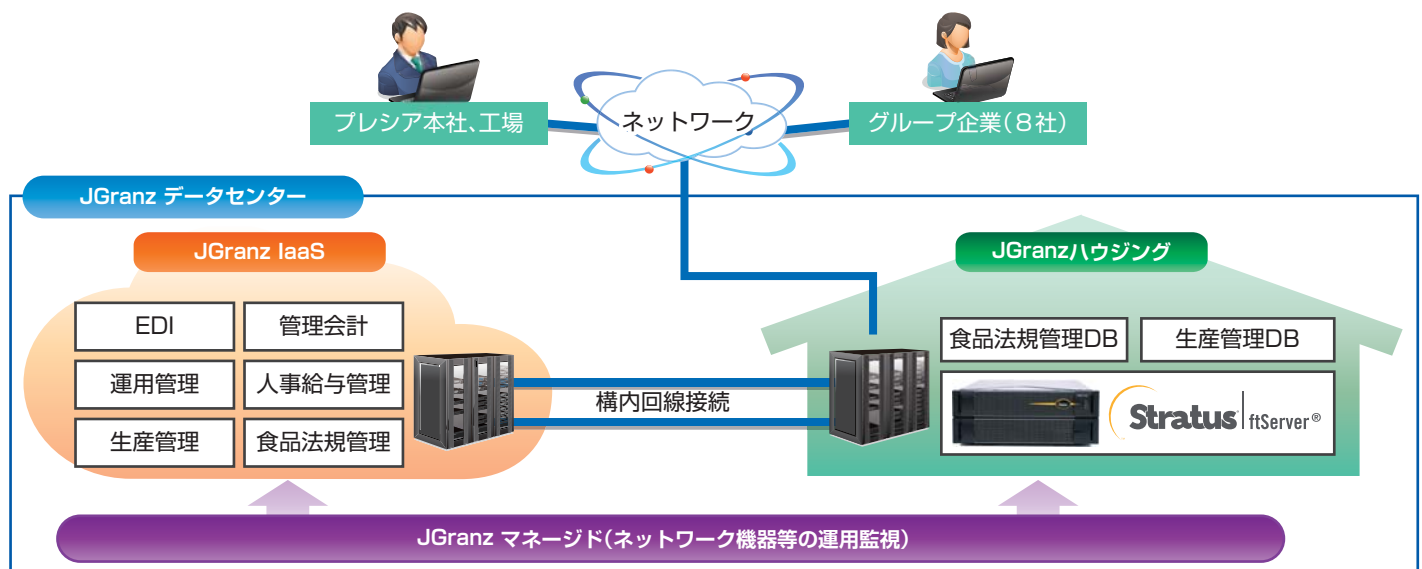 ネットワーク
プレシア本社、工場
グループ企業(8社)
JGranz データセンター
JGranz IaaS
JGranzハウジング
EDI
管理会計
運用管理
人事給与管理
生産管理
食品法規管理
構内回線接続
食品法規管理DB
生産管理DB
Stratus ftServer®
JGranz マネージド(ネットワーク機器等の運用監視)